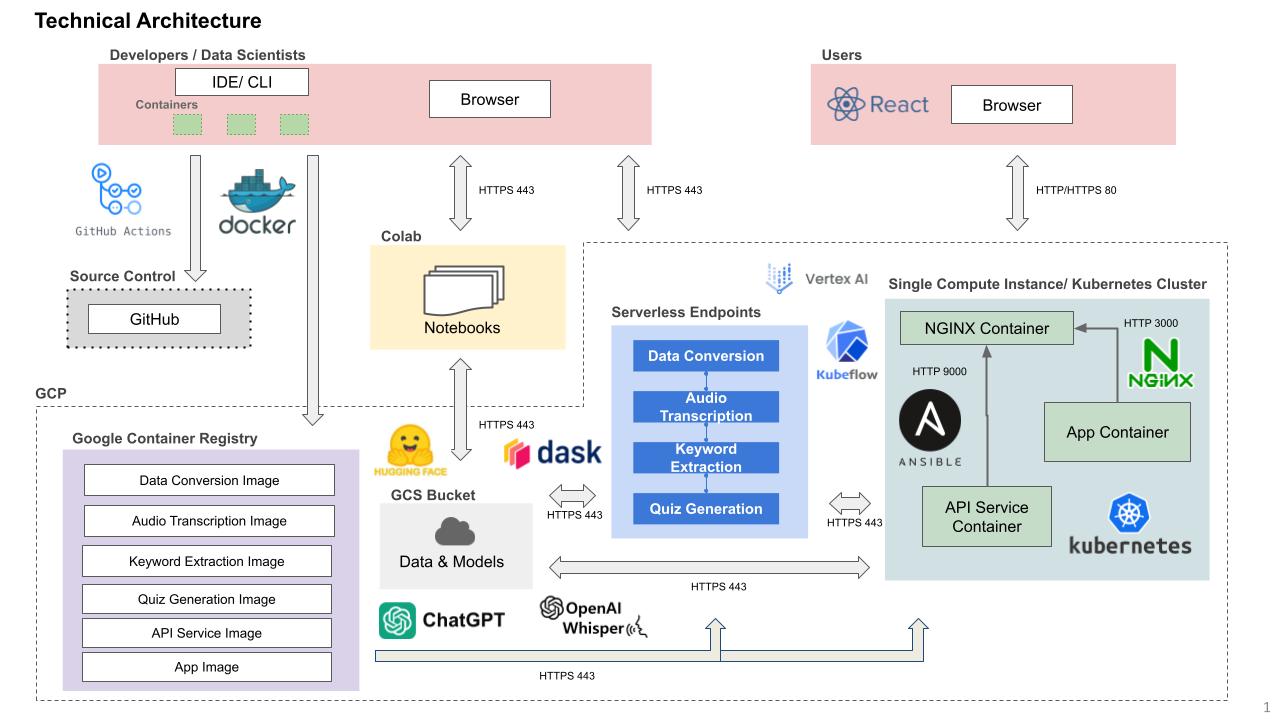 Technical Architecture
Developers / Data Scientists
IDE/ CLI
Containers
Browser
Users
React
Browser
GitHub Actions
docker
HTTPS 443
HTTPS 443
HTTP/HTTPS 80
Source Control
GitHub
Colab
Notebooks
GCP
Google Container Registry
Data Conversion Image
Audio Transcription Image
Keyword Extraction Image
Quiz Generation Image
API Service Image
App Image
HTTPS 443
HUGGING FACE
dask
GCS Bucket
Data & Models
HTTPS 443
ChatGPT
OpenAI
Whisper
Vertex AI
Serverless Endpoints
Data Conversion
Audio
Transcription
Keyword
Extraction
Quiz Generation
Kubeflow
HTTPS 443
HTTPS 443
HTTPS 443
Single Compute Instance/ Kubernetes Cluster
NGINX Container
HTTP 3000
NGINX
HTTP 9000
ANSIBLE
App Container
API Service
Container
kubernetes
1